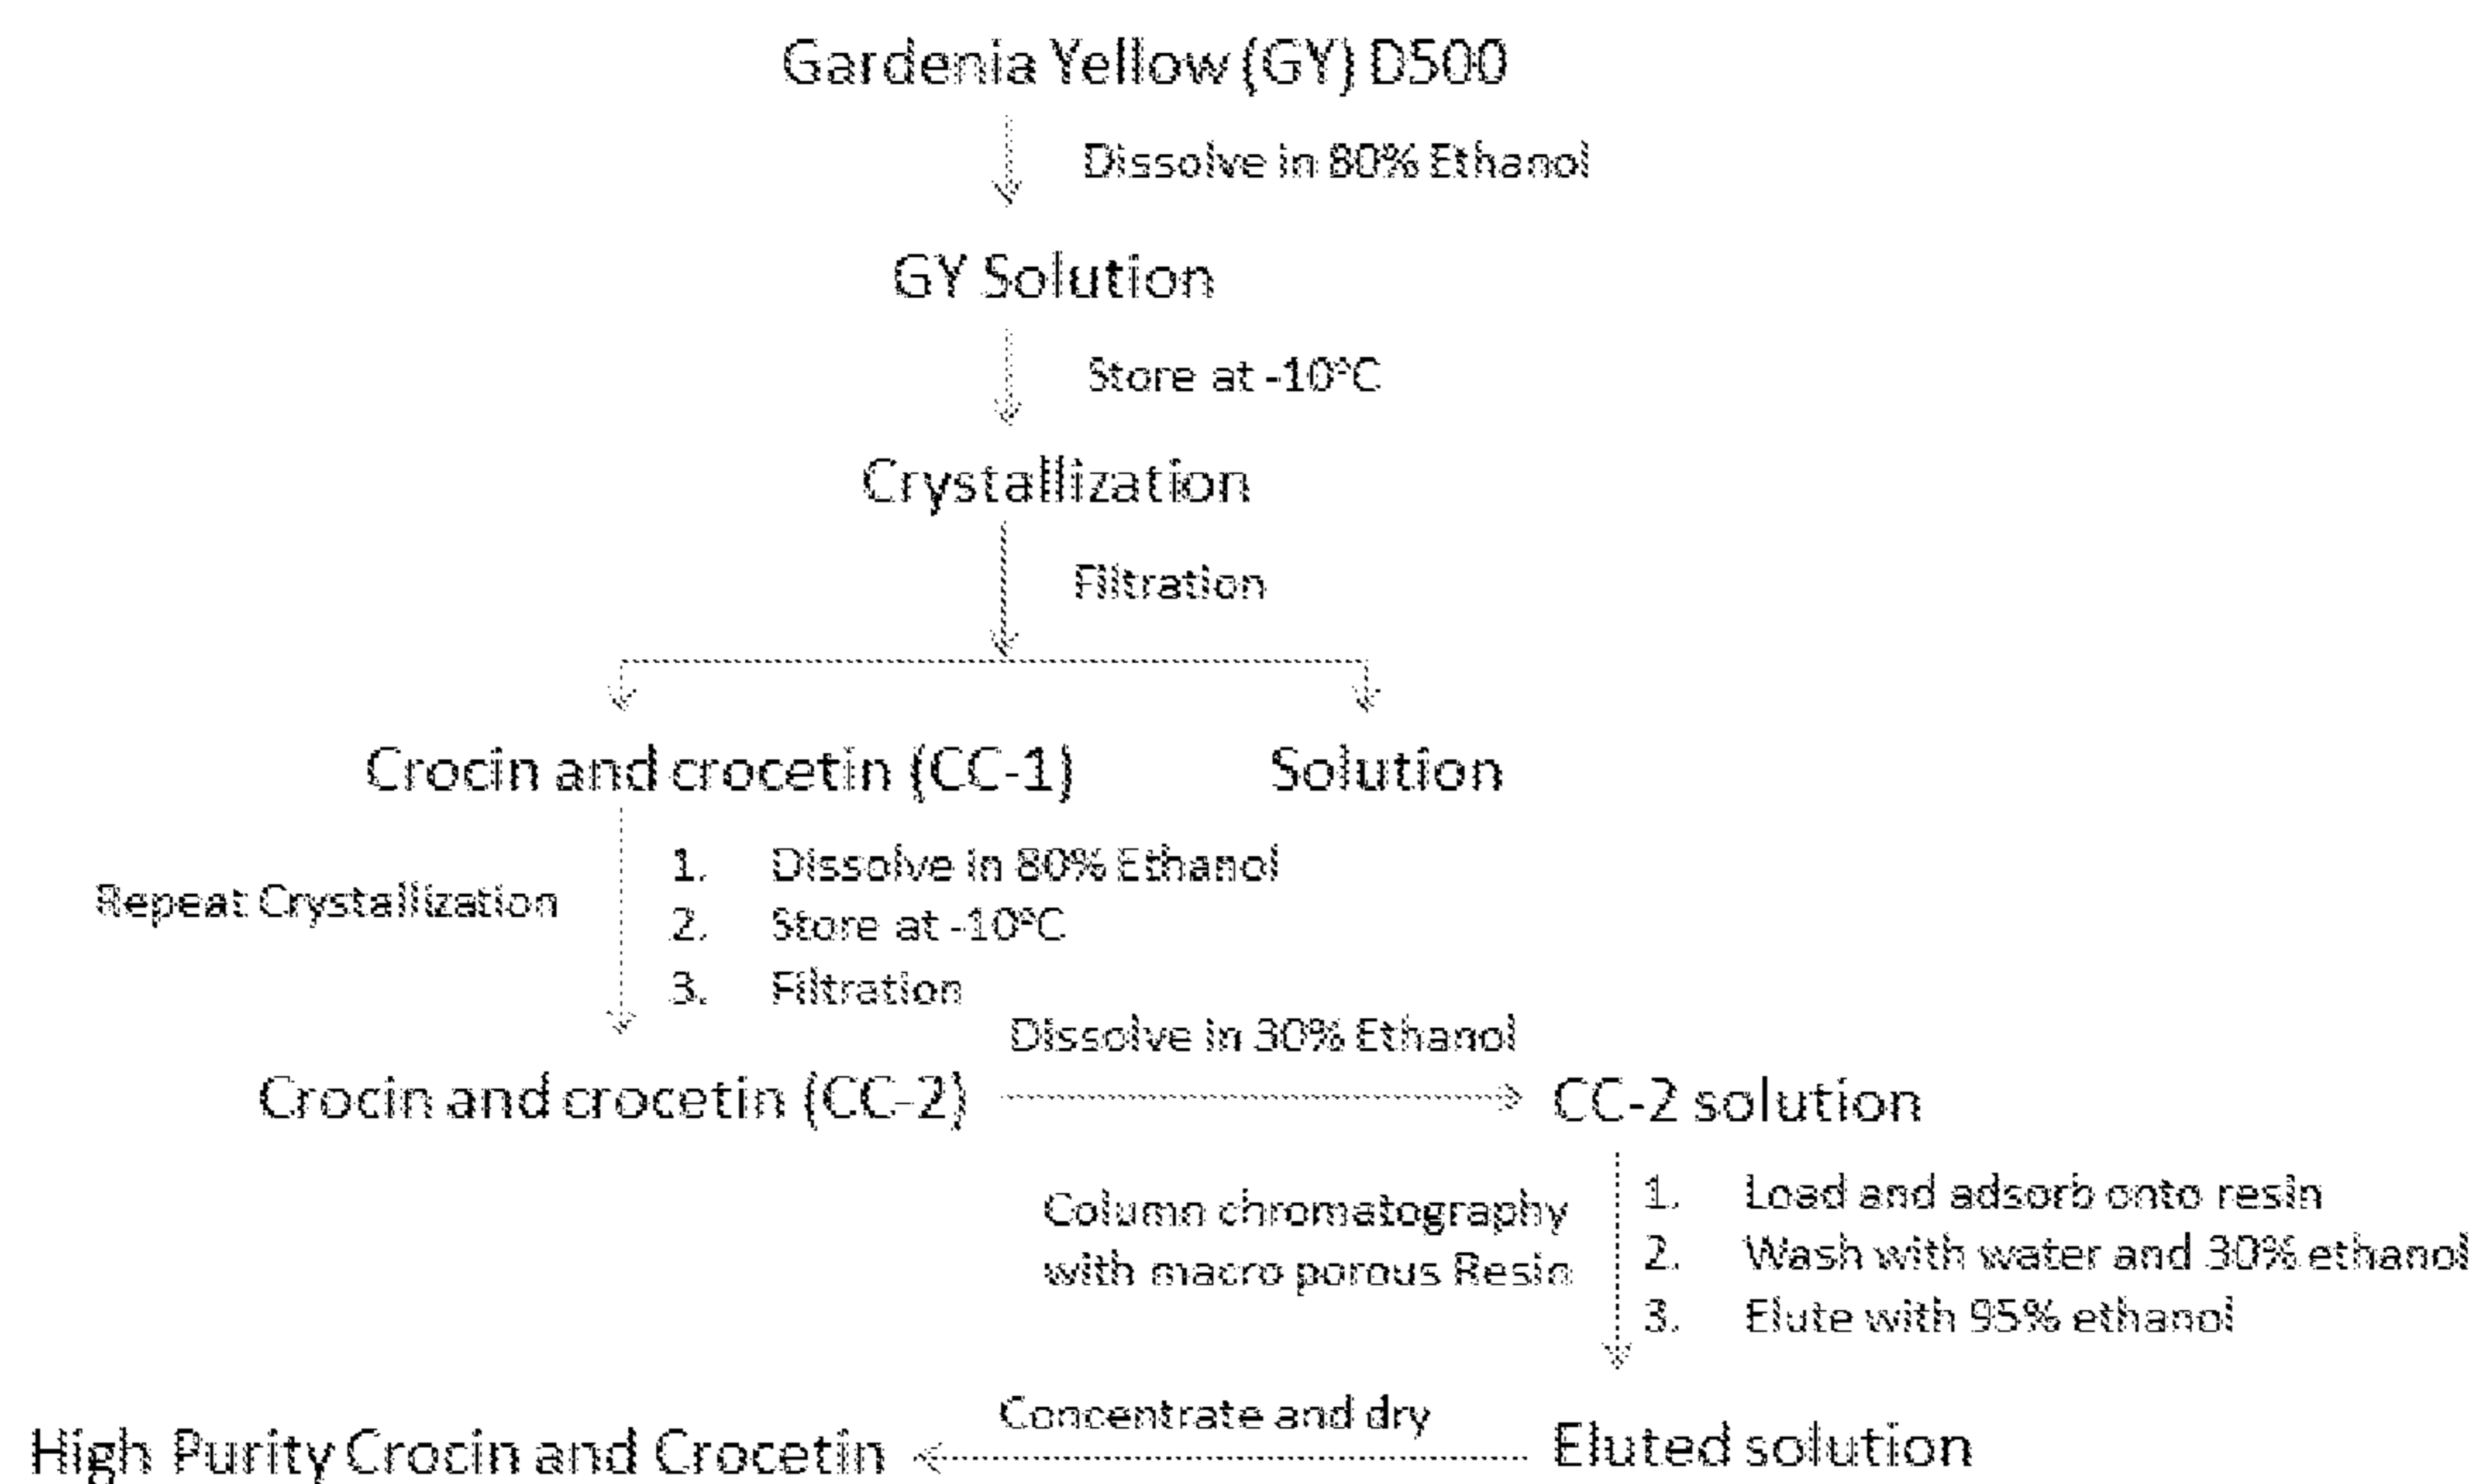 Gardenia Yellow (GY) D500
Dissolve in 80% Ethanol
GY Solution
Store at -10°C
Crystallization
Filtration
Crocin and crocetin (CC-1)
Solution
Repeat Crystallization
1. Dissolve in 80% Ethanol
2. Store at -10°C
3. Filtration
Dissolve in 30% Ethanol
Crocin and crocetin (CC-2)
CC-2 solution
Column chromatography
with macro porous Resin
1. Load and adsorb onto resin
2. Wash with water and 30% ethanol
3. Elute with 95% ethanol
Concentrate and dry
High Purity Crocin and Crocetin
Eluted solution